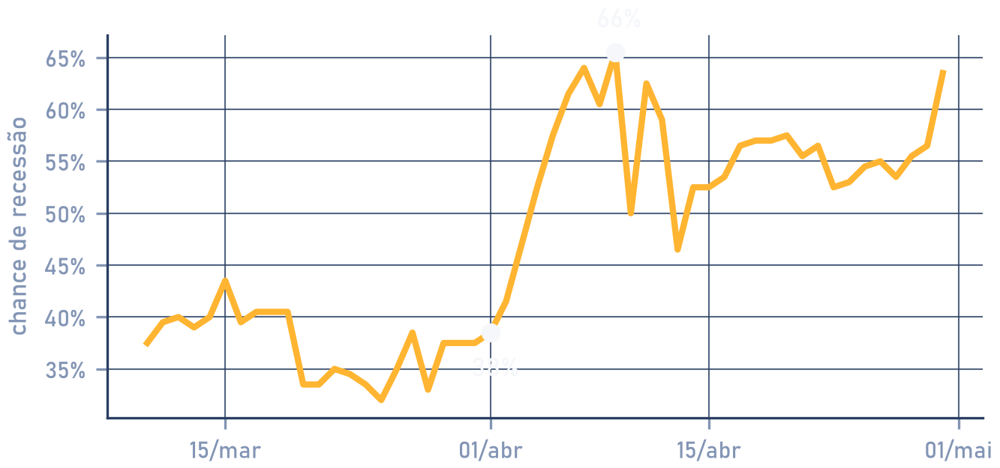 66%
65%
60%
55%
50%
45%
40%
35%
chance de recessão
38%
15/mar
01/abr
15/abr
01/mai